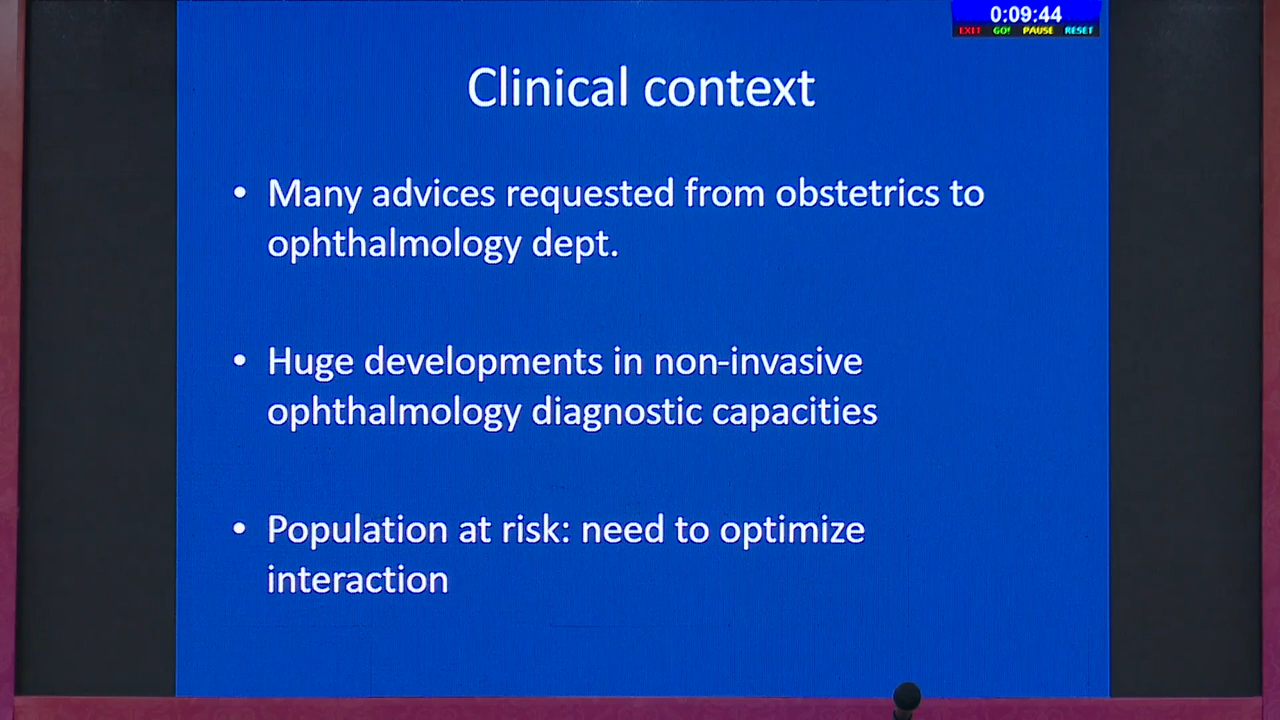 0:09:44
EXIT GO! PAUSE RESET
Clinical context
• Many advices requested from obstetrics to
ophthalmology dept.
• Huge developments in non-invasive
ophthalmology diagnostic capacities
• Population at risk: need to optimize
interaction